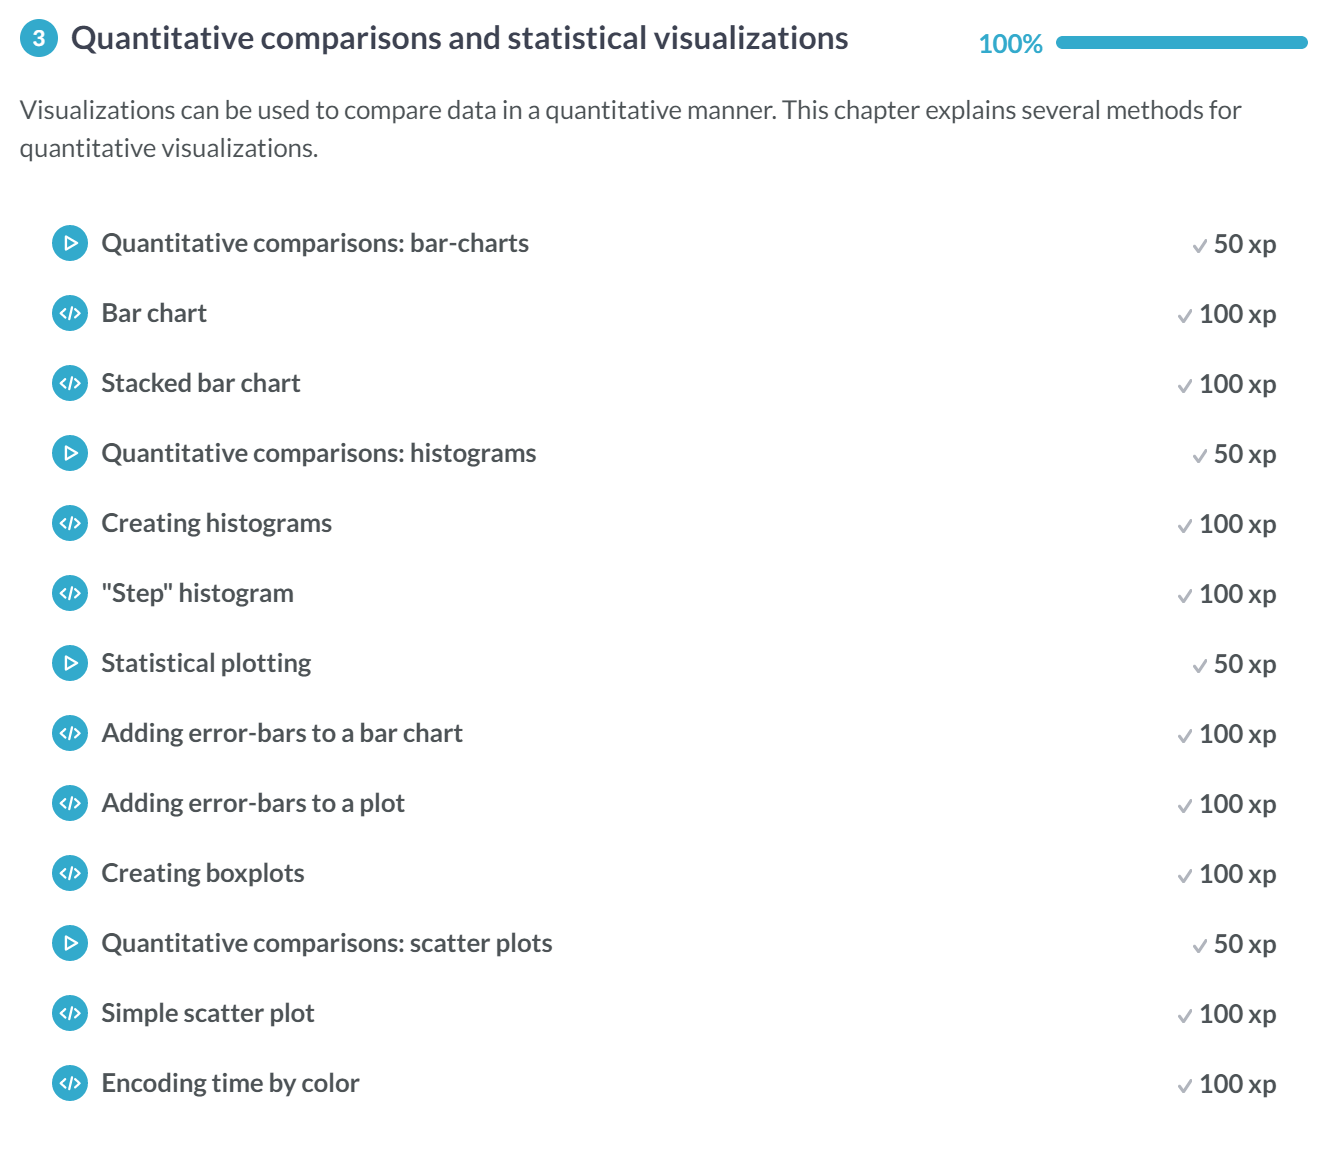 3 Quantitative comparisons and statistical visualizations 100%
Visualizations can be used to compare data in a quantitative manner. This chapter explains several methods for
quantitative visualizations.
Quantitative comparisons: bar-charts 50 xp
Bar chart 100 xp
Stacked bar chart 100 xp
Quantitative comparisons: histograms 50 xp
Creating histograms 100 xp
"Step" histogram 100 xp
Statistical plotting 50 xp
Adding error-bars to a bar chart 100 xp
Adding error-bars to a plot 100 xp
Creating boxplots 100 xp
Quantitative comparisons: scatter plots 50 xp
Simple scatter plot 100 xp
Encoding time by color 100 xp